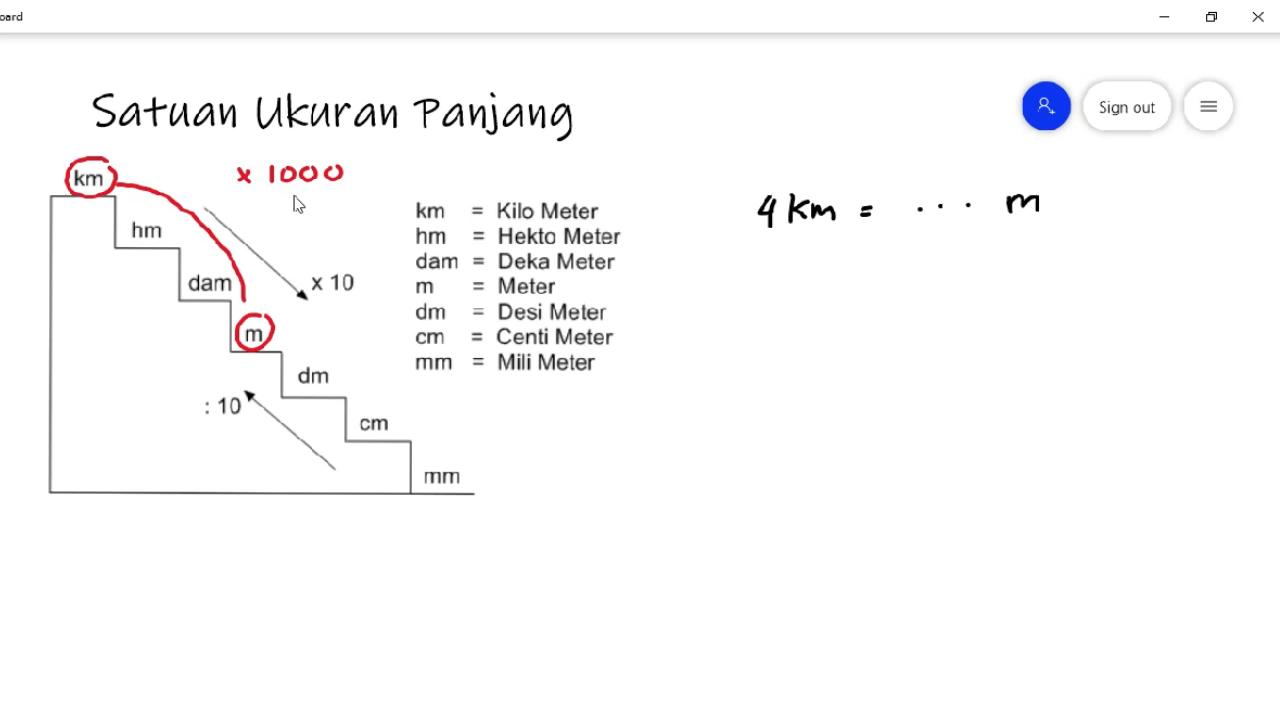 oard
Satuan Ukuran Panjang
Sign out
km
x 1000
hm
dam
x 10
m
dm
: 10
cm
mm
km = Kilo Meter
hm = Hekto Meter
dam = Deka Meter
m = Meter
dm = Desi Meter
cm = Centi Meter
mm = Mili Meter
4 km = ... m